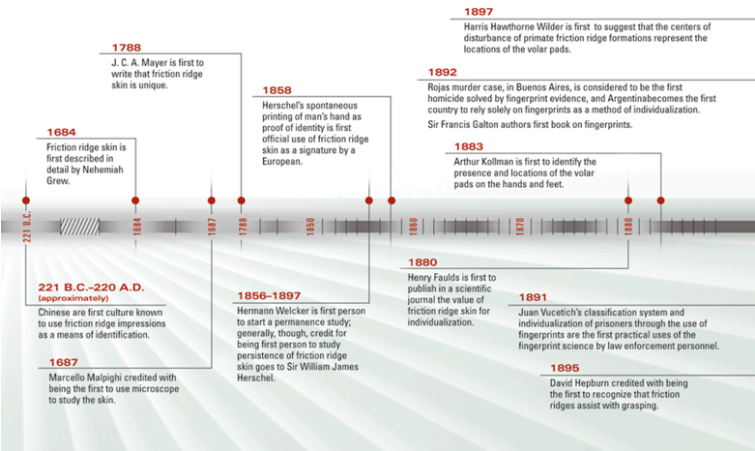 1897
Harris Hawthorne Wilder is first to suggest that the centers of
disturbance of primate friction ridge formations represent the
locations of the volar pads.
1788
J. C. A. Mayer is first to
write that friction ridge
skin is unique.
1892
Rojas murder case, in Buenos Aires, is considered to be the first
homicide solved by fingerprint evidence, and Argentinabecomes the first
country to rely solely on fingerprints as a method of individualization.
Sir Francis Galton authors first book on fingerprints.
1858
Herschel's spontaneous
printing of man's hand as
proof of identity is first
official use of friction ridge
skin as a signature by a
European.
1684
Friction ridge skin is
first described in
detail by Nehemiah
Grew.
1883
Arthur Kollman is first to identify the
presence and locations of the volar
pads on the hands and feet.
221 B.C.
1684
1687
1788
1850
1860
1870
1880
221 B.C.–220 A.D.
(approximately)
Chinese are first culture known
to use friction ridge impressions
as a means of identification.
1687
Marcello Malpighi credited with
being the first to use microscope
to study the skin.
1856–1897
Hermann Welcker is first person
to start a permanence study;
generally, though, credit for
being first person to study
persistence of friction ridge
skin goes to Sir William James
Herschel.
1880
Henry Faulds is first to
publish in a scientific
journal the value of
friction ridge skin for
individualization.
1891
Juan Vucetich's classification system and
individualization of prisoners through the use of
fingerprints are the first practical uses of the
fingerprint science by law enforcement personnel.
1895
David Hepburn credited with being
the first to recognize that friction
ridges assist with grasping.